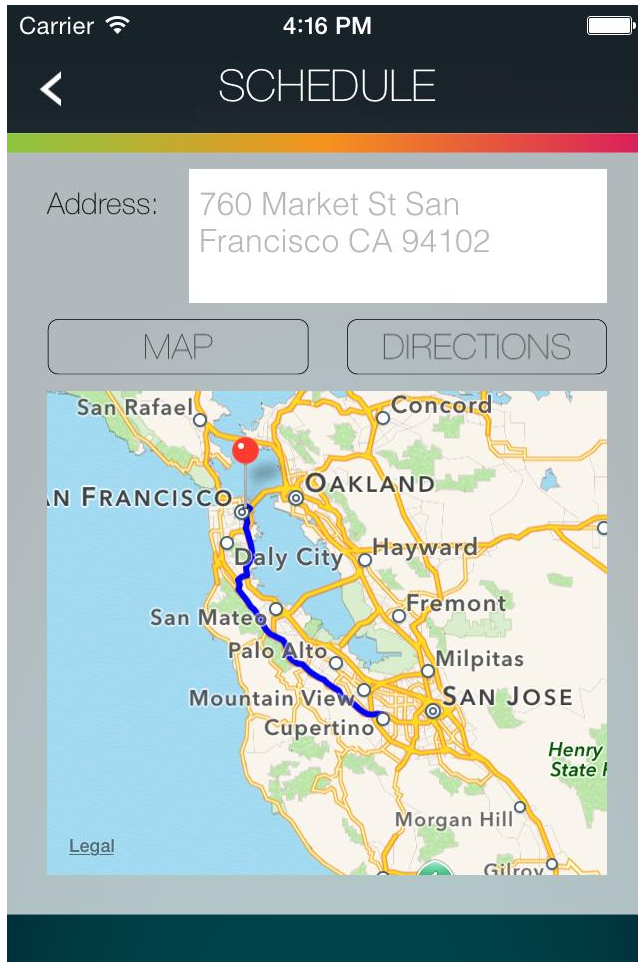 Carrier 4:16 PM
SCHEDULE
Address:
760 Market St San
Francisco CA 94102
MAP
DIRECTIONS
San Rafael
Concord
AN FRANCISCO
OAKLAND
Daly City
Hayward
San Mateo
Fremont
Palo Alto
Milpitas
Mountain View
SAN JOSE
Cupertino
Henry
State
Morgan Hill
Legal
Gilroy